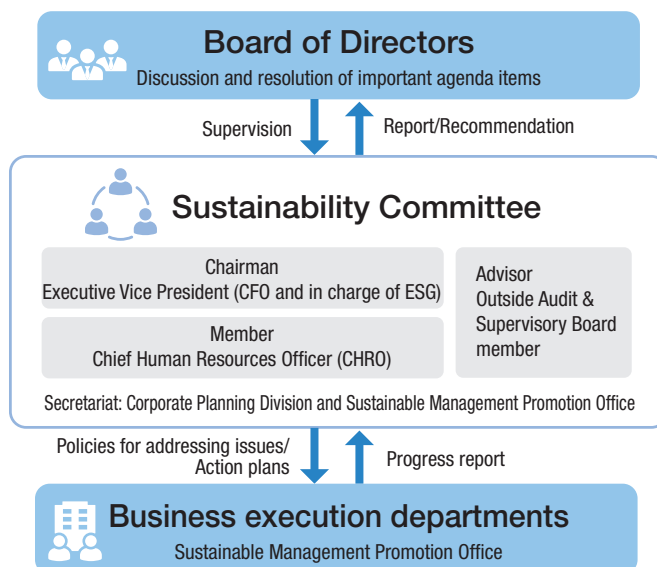 Board of Directors
Discussion and resolution of important agenda items
Supervision
Report/Recommendation
Sustainability Committee
Chairman
Executive Vice President (CFO and in charge of ESG)
Member
Chief Human Resources Officer (CHRO)
Advisor
Outside Audit &
Supervisory Board
member
Secretariat: Corporate Planning Division and Sustainable Management Promotion Office
Policies for addressing issues/
Action plans
Progress report
Business execution departments
Sustainable Management Promotion Office